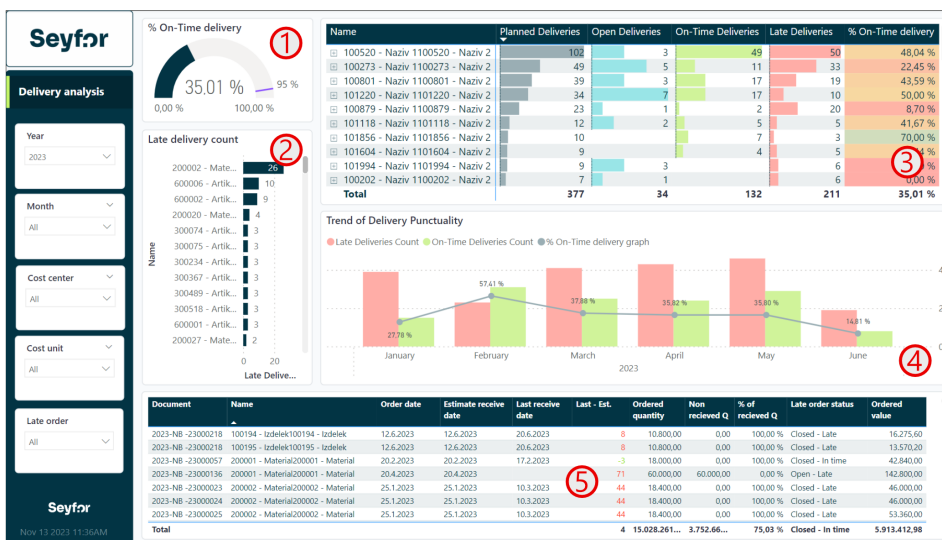 Seyfor
Delivery analysis
Year
2023
Month
All
Cost center
All
Cost unit
All
Late order
All
Seyfor
Nov 13 2023 11:36AM
% On-Time delivery
1
35.01 %
95 %
0,00 %
100,00 %
Late delivery count
2
Name
200002 - Mate... 26
600006 - Artik... 10
600002 - Artik... 9
200020 - Mate... 4
300074 - Artik... 3
300075 - Artik... 3
300234 - Artik... 3
300367 - Artik... 3
300489 - Artik... 3
300518 - Artik... 3
600001 - Artik... 3
200027 - Mate... 2
0 20
Late Delive...
Name Planned Deliveries Open Deliveries On-Time Deliveries Late Deliveries % On-Time delivery
100520 - Naziv 1100520 - Naziv 2 102 3 49 50 48,04 %
100273 - Naziv 1100273 - Naziv 2 49 5 11 33 22,45 %
100801 - Naziv 1100801 - Naziv 2 39 3 17 19 43,59 %
101220 - Naziv 1101220 - Naziv 2 34 7 17 10 50,00 %
100879 - Naziv 1100879 - Naziv 2 23 1 2 20 8,70 %
101118 - Naziv 1101118 - Naziv 2 12 2 5 5 41,67 %
101856 - Naziv 1101856 - Naziv 2 10 7 3 70,00 %
101604 - Naziv 1101604 - Naziv 2 9 4 5 %
101994 - Naziv 1101994 - Naziv 2 9 3 6 %
100202 - Naziv 1100202 - Naziv 2 7 1 6 0,00 %
Total 377 34 132 211 35,01 %
3
Trend of Delivery Punctuality
Late Deliveries Count On-Time Deliveries Count % On-Time delivery graph
27,78 % 57,41 % 37,88 % 35,82 % 35,80 % 14,81 %
January February March April May June
2023
4
2
0
4
Document Name Order date Estimate receive date Last receive date Last - Est. Ordered quantity Non recieved Q % of recieved Q Late order status Ordered value
2023-NB -23000218 100194 - Izdelek100194 - Izdelek 12.6.2023 12.6.2023 20.6.2023 8 10.800,00 0,00 100,00 % Closed - Late 16.275,60
2023-NB -23000218 100195 - Izdelek100195 - Izdelek 12.6.2023 12.6.2023 20.6.2023 8 10.800,00 0,00 100,00 % Closed - Late 13.570,20
2023-NB -23000057 200001 - Material200001 - Material 20.2.2023 20.2.2023 17.2.2023 -3 18.000,00 0,00 100,00 % Closed - In time 42.840,00
2023-NB -23000136 200001 - Material200001 - Material 20.4.2023 20.4.2023 71 60.000,00 60.000,00 0,00 % Open - Late 142.800,00
2023-NB -23000023 200002 - Material200002 - Material 25.1.2023 25.1.2023 10.3.2023 44 18.400,00 0,00 100,00 % Closed - Late 46.000,00
2023-NB -23000024 200002 - Material200002 - Material 25.1.2023 25.1.2023 10.3.2023 44 18.400,00 0,00 100,00 % Closed - Late 46.000,00
2023-NB -23000025 200002 - Material200002 - Material 25.1.2023 25.1.2023 10.3.2023 44 18.400,00 0,00 100,00 % Closed - Late 53.360,00
Total 4 15.028.261... 3.752.66... 75,03 % Closed - In time 5.913.412,98
5